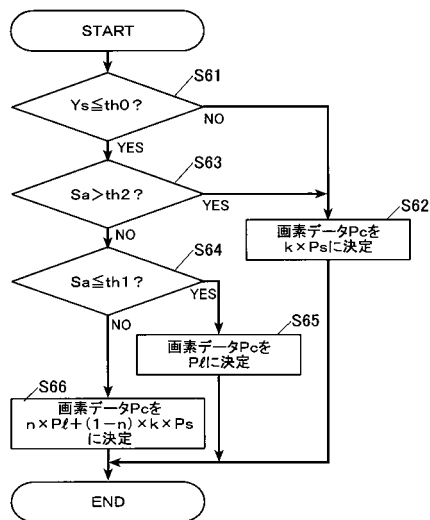 START
S61
Ys≦th0?
NO
YES
S63
Sa>th2?
YES
S62
NO
画素データPcを
k×Psに決定
S64
Sa≦th1?
YES
NO
S65
画素データPcを
Pℓに決定
S66
画素データPcを
n×Pℓ+(1−n)×k×Ps
に決定
END